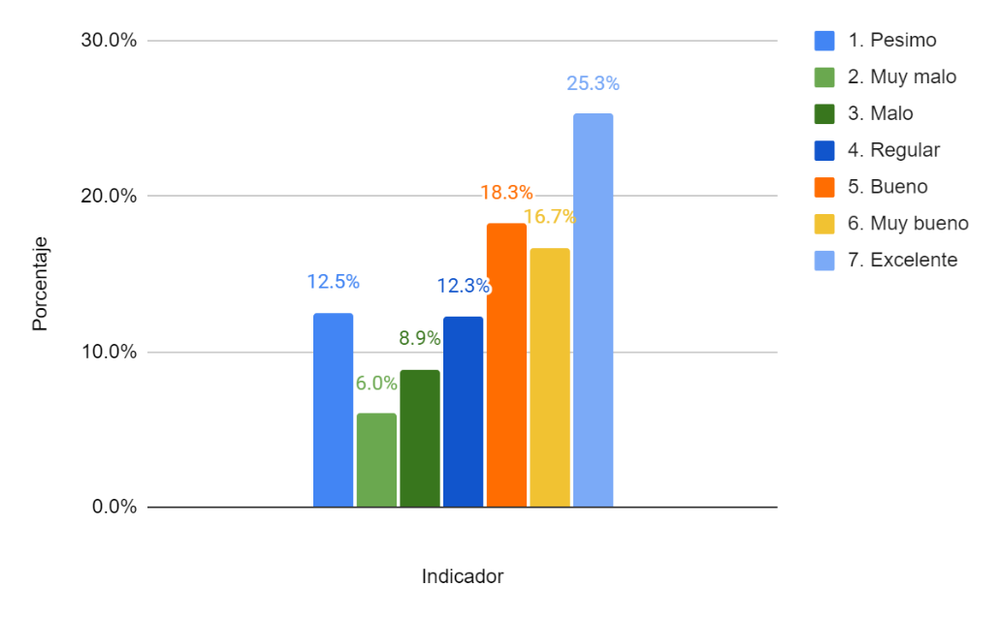 30.0%
20.0%
10.0%
0.0%
Porcentaje
12.5%
6.0%
8.9%
12.3%
18.3%
16.7%
25.3%
Indicador
1. Pesimo
2. Muy malo
3. Malo
4. Regular
5. Bueno
6. Muy bueno
7. Excelente